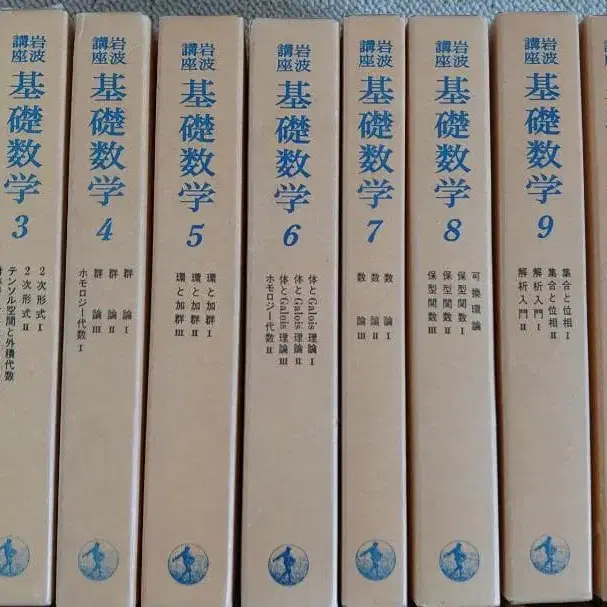 岩波講座
基礎数学
3
2次形式 I
2次形式 II
テンソル空間と外積代数
岩波講座
基礎数学
4
群論 I
群論 II
群論 III
ホモロジー代数 I
岩波講座
基礎数学
5
環と加群 I
環と加群 II
環と加群 III
岩波講座
基礎数学
6
体とGalois理論 I
体とGalois理論 II
体とGalois理論 III
ホモロジー代数 II
岩波講座
基礎数学
7
数論 I
数論 II
数論 III
岩波講座
基礎数学
8
可換環論
保型関数 I
保型関数 II
保型関数 III
岩波講座
基礎数学
9
集合と位相 I
集合と位相 II
解析入門 I
解析入門 II